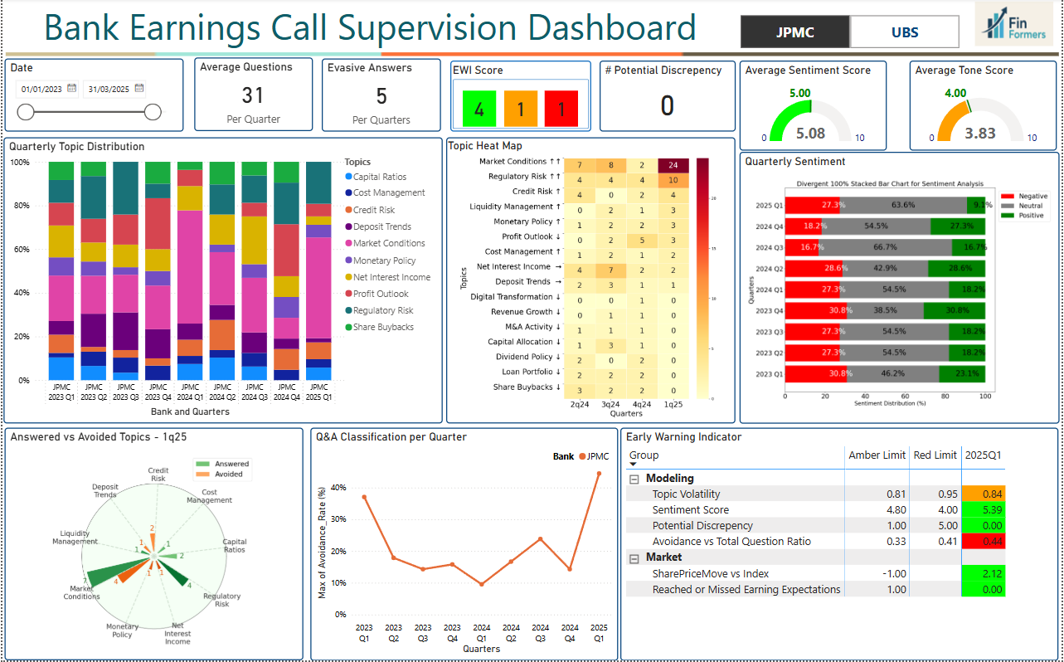 Bank Earnings Call Supervision Dashboard
JPMC
UBS
Fin
Formers
Date
01/01/2023
31/03/2025
Average Questions
31
Per Quarter
Evasive Answers
5
Per Quarters
EWI Score
4
1
1
# Potential Discrepency
0
Average Sentiment Score
5.00
0
5.08
10
Average Tone Score
4.00
0
3.83
10
Quarterly Topic Distribution
100%
80%
60%
40%
20%
0%
JPMC JPMC JPMC JPMC JPMC JPMC JPMC JPMC JPMC
2023 Q1 2023 Q2 2023 Q3 2023 Q4 2024 Q1 2024 Q2 2024 Q3 2024 Q4 2025 Q1
Bank and Quarters
Topics
Capital Ratios
Cost Management
Credit Risk
Deposit Trends
Market Conditions
Monetary Policy
Net Interest Income
Profit Outlook
Regulatory Risk
Share Buybacks
Topic Heat Map
Topics
Market Conditions ↑↑ 7 8 2 24
Regulatory Risk ↑↑ 4 4 4 10
Credit Risk ↑ 4 0 2 4
Liquidity Management ↑ 0 2 1 3
Monetary Policy ↑ 1 2 2 3
Profit Outlook ↓ 0 2 5 3
Cost Management ↑ 1 2 1 2
Net Interest Income → 4 7 2 2
Deposit Trends → 2 3 1 1
Digital Transformation ↓ 0 0 1 0
Revenue Growth ↓ 0 1 1 0
M&A Activity ↓ 1 1 1 0
Capital Allocation ↓ 1 3 1 0
Dividend Policy ↓ 2 0 2 0
Loan Portfolio ↓ 2 2 2 0
Share Buybacks ↓ 3 2 2 0
2q24 3q24 4q24 1q25
Quarters
Quarterly Sentiment
Divergent 100% Stacked Bar Chart for Sentiment Analysis
Negative
Neutral
Positive
Quarters
2025 Q1 27.3% 63.6% 9.1%
2024 Q4 18.2% 54.5% 27.3%
2024 Q3 16.7% 66.7% 16.7%
2024 Q2 28.6% 42.9% 28.6%
2024 Q1 27.3% 54.5% 18.2%
2023 Q4 30.8% 38.5% 30.8%
2023 Q3 27.3% 54.5% 18.2%
2023 Q2 27.3% 54.5% 18.2%
2023 Q1 30.8% 46.2% 23.1%
0 20 40 60 80 100
Sentiment Distribution (%)
Answered vs Avoided Topics - 1q25
Answered
Avoided
Credit
Risk
Cost
Management
Capital
Ratios
Regulatory
Risk
Net
Interest
Income
Monetary
Policy
Market
Conditions
Liquidity
Management
Deposit
Trends
2
1
1
1
2
4
4
1
1
Q&A Classification per Quarter
Bank JPMC
Max of Avoidance_Rate (%)
40%
30%
20%
10%
0%
2023 2023 2023 2023 2024 2024 2024 2024 2025
Q1 Q2 Q3 Q4 Q1 Q2 Q3 Q4 Q1
Quarters
Early Warning Indicator
Group Amber Limit Red Limit 2025Q1
Modeling
Topic Volatility 0.81 0.95 0.84
Sentiment Score 4.80 4.00 5.39
Potential Discrepency 1.00 5.00 0.00
Avoidance vs Total Question Ratio 0.33 0.41 0.44
Market
SharePriceMove vs Index -1.00 2.12
Reached or Missed Earning Expectations 1.00 0.00